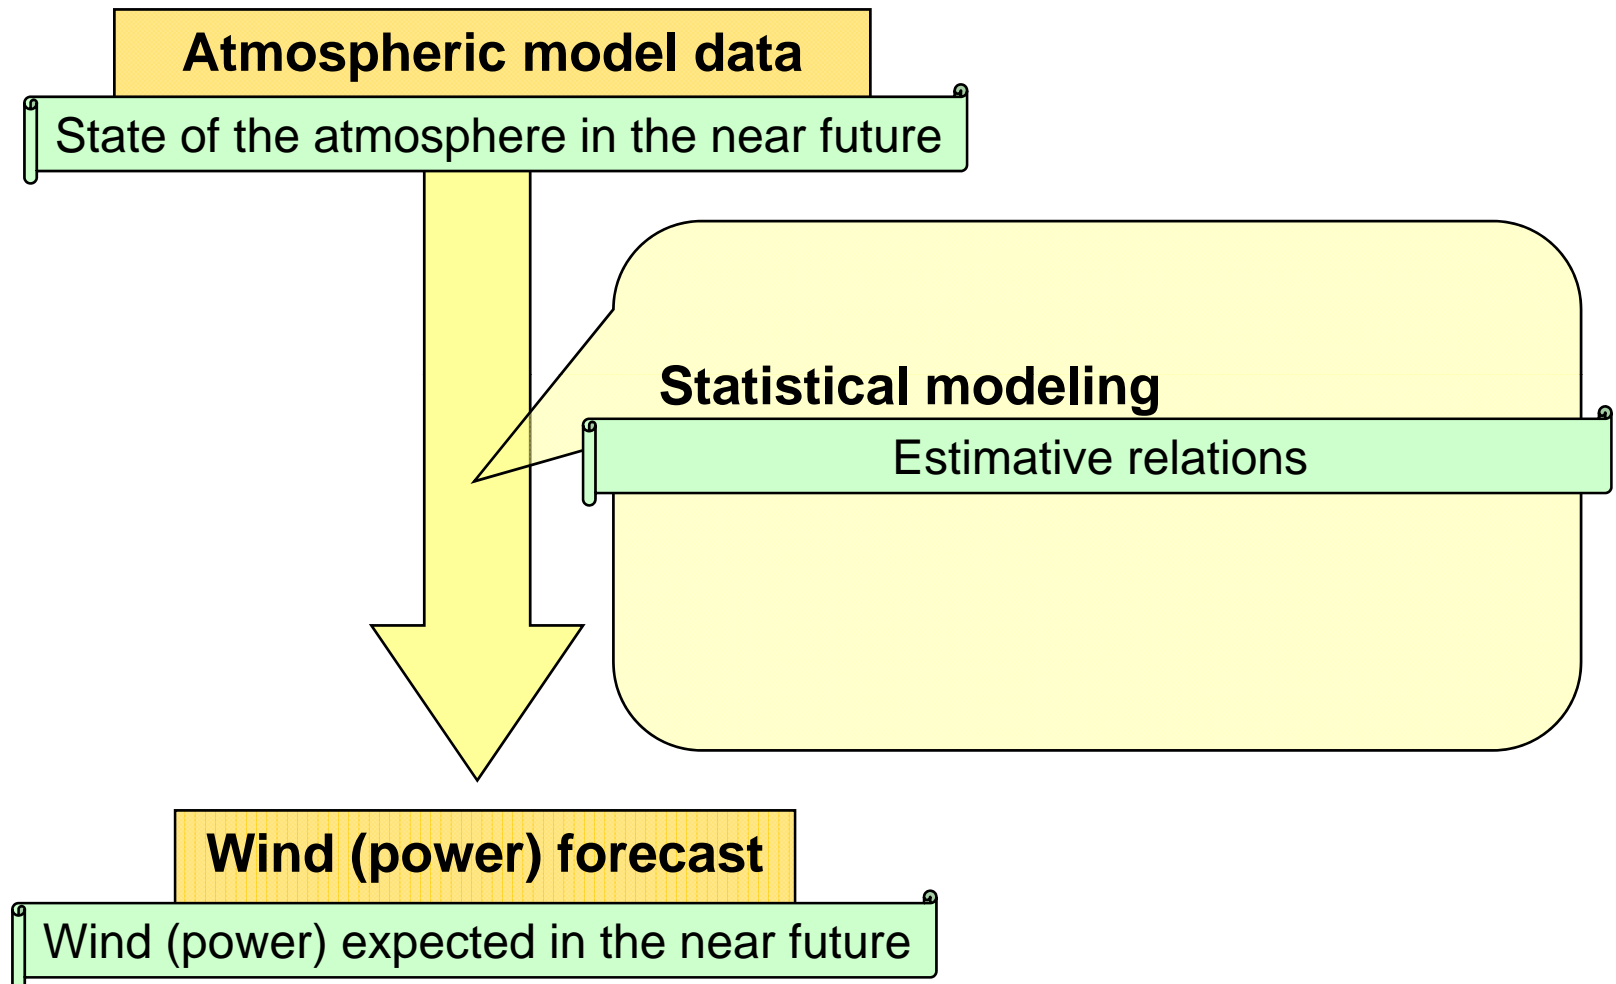 Atmospheric model data
State of the atmosphere in the near future
Statistical modeling
Estimative relations
Wind (power) forecast
Wind (power) expected in the near future